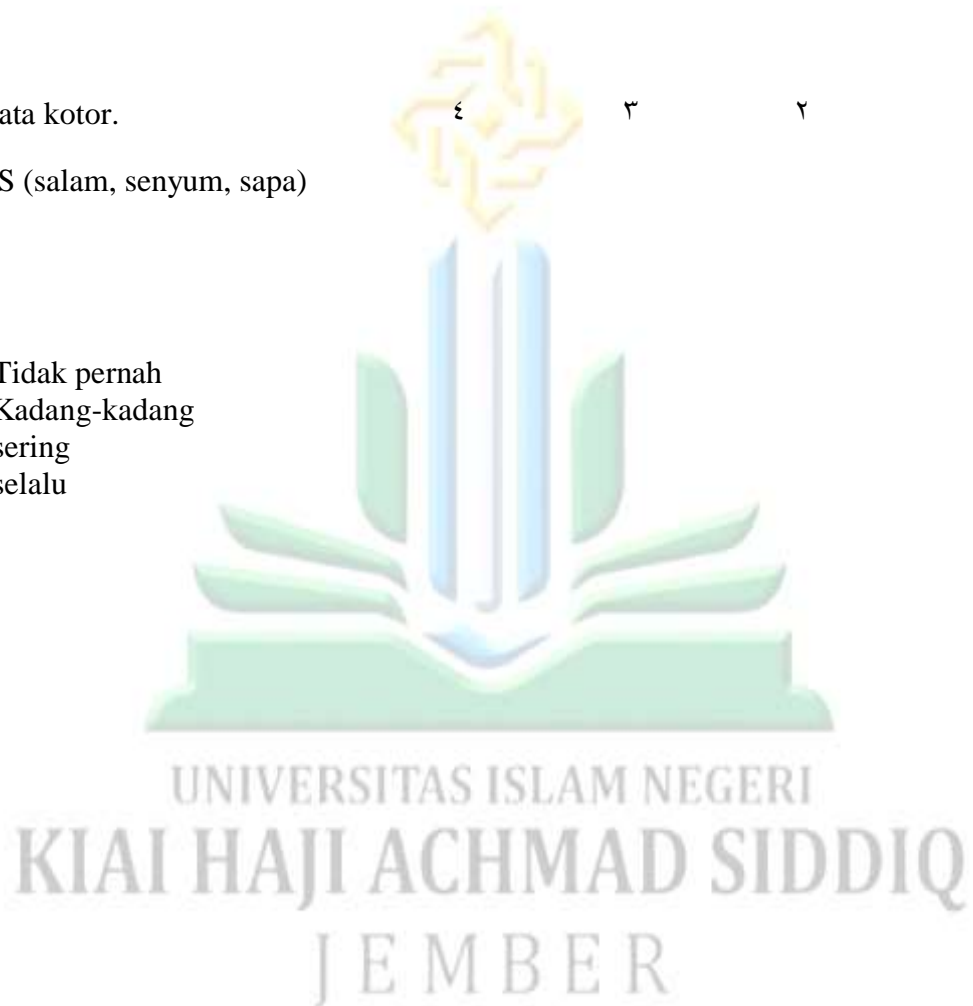 ata kotor. ٤ ٣ ٢
S (salam, senyum, sapa)
Tidak pernah
Kadang-kadang
sering
selalu
UNIVERSITAS ISLAM NEGERI
KIAI HAJI ACHMAD SIDDIQ
JEMBER